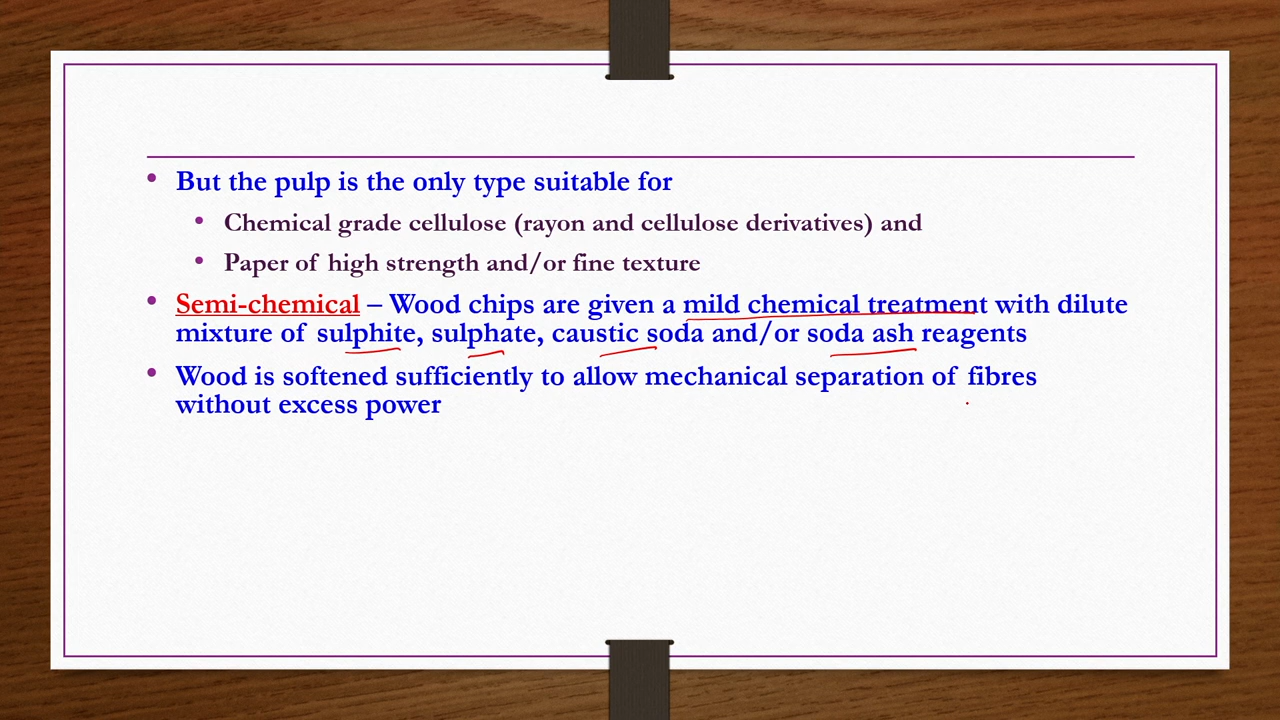 But the pulp is the only type suitable for
Chemical grade cellulose (rayon and cellulose derivatives) and
Paper of high strength and/or fine texture
Semi-chemical – Wood chips are given a mild chemical treatment with dilute
mixture of sulphite, sulphate, caustic soda and/or soda ash reagents
Wood is softened sufficiently to allow mechanical separation of fibres
without excess power